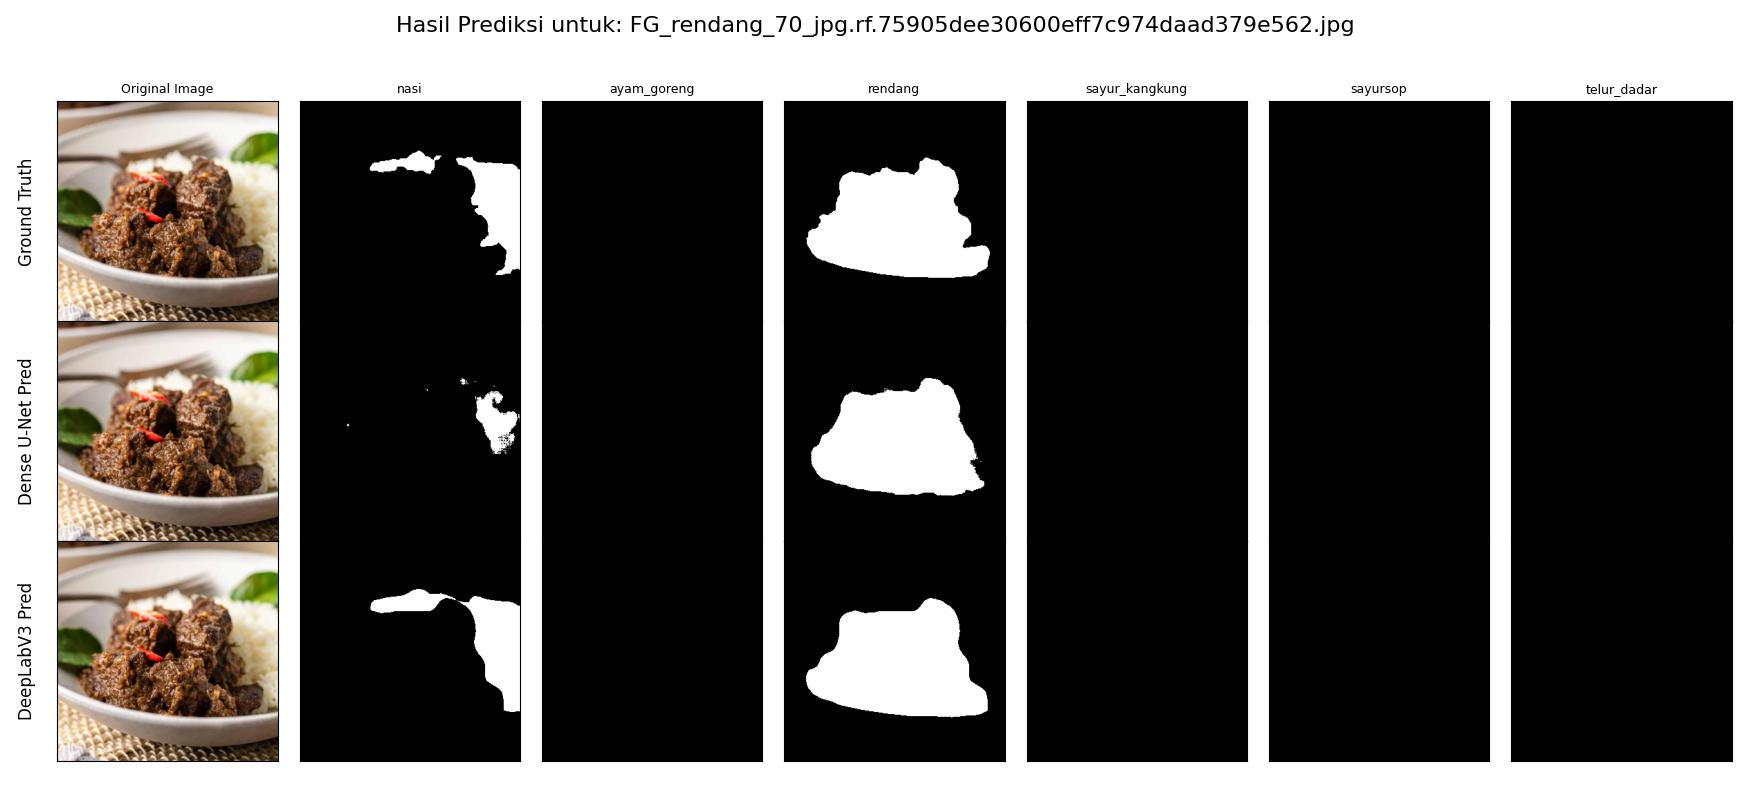 Hasil Prediksi untuk: FG_rendang_70_jpg.rf.75905dee30600eff7c974daad379e562.jpg
Original Image
nasi
ayam_goreng
rendang
sayur_kangkung
sayursop
telur_dadar
Ground Truth
Dense U-Net Pred
DeepLabV3 Pred